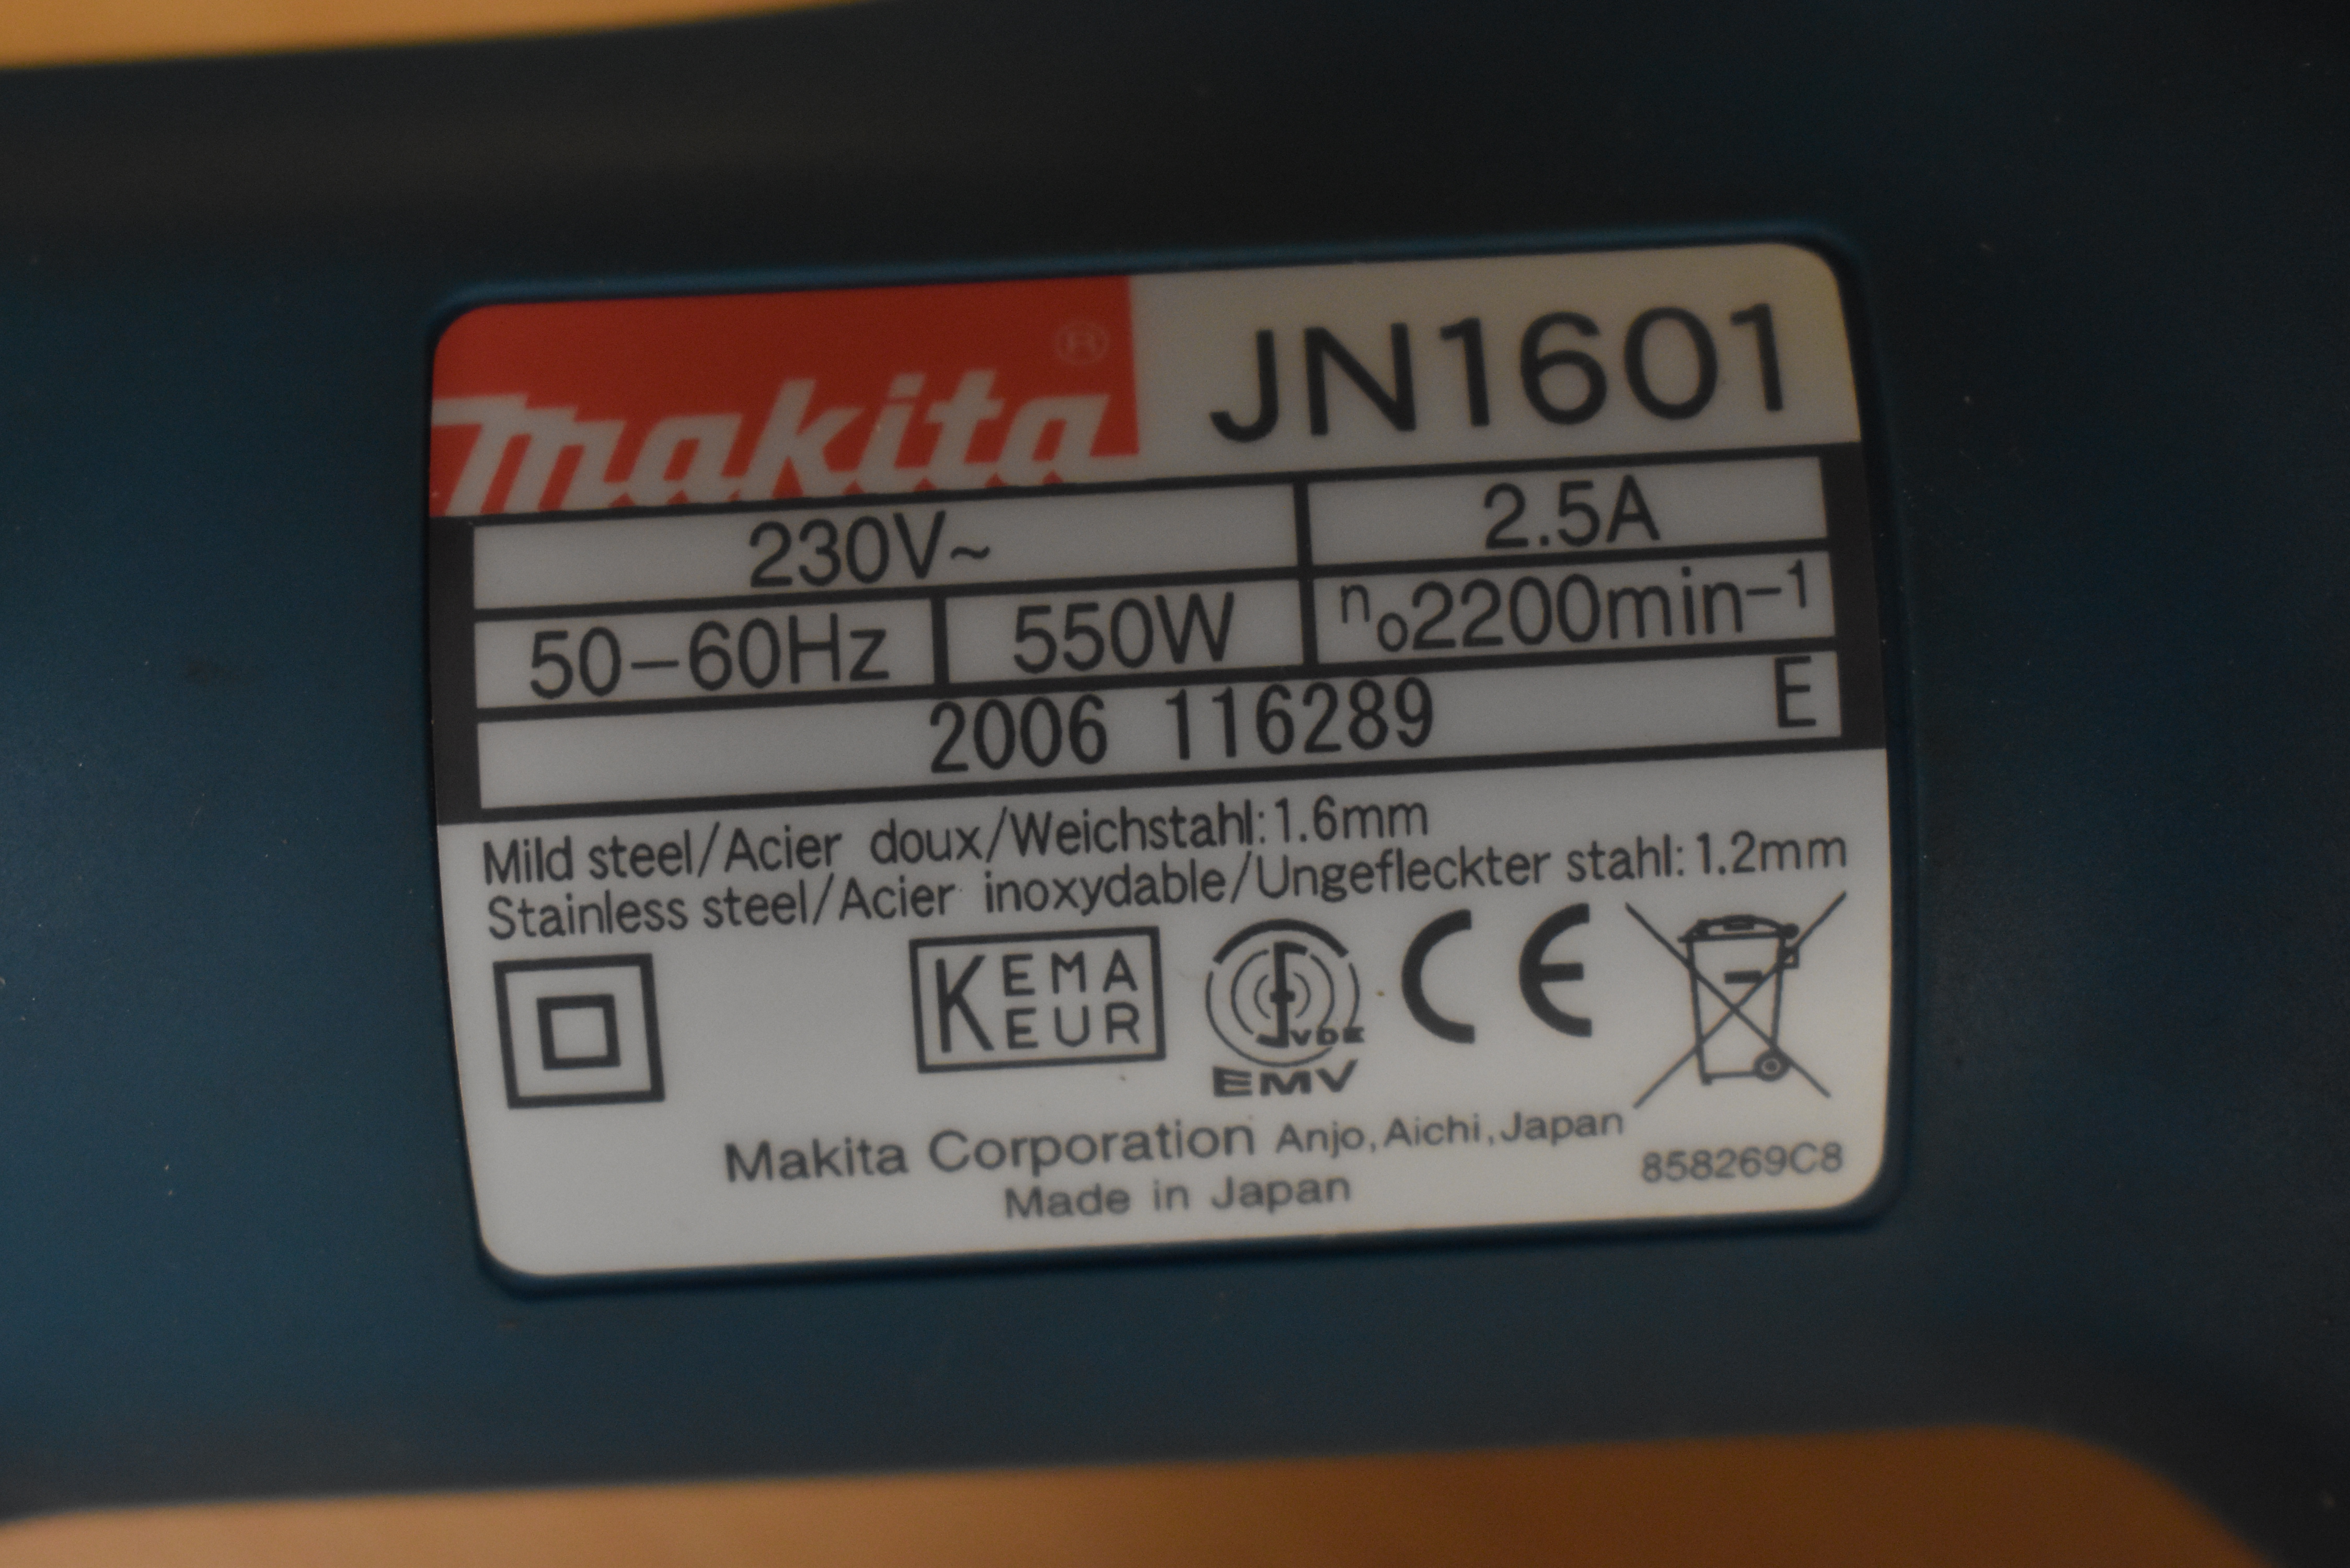 makita® JN1601
230V~ 2.5A
50-60Hz 550W n₀2200min⁻¹
2006 116289 E
Mild steel/Acier doux/Weichstahl:1.6mm
Stainless steel/Acier inoxydable/Ungefleckter stahl:1.2mm
KEMA
EUR
VDE
EMV
CE
Makita Corporation Anjo,Aichi,Japan
Made in Japan
858269C8